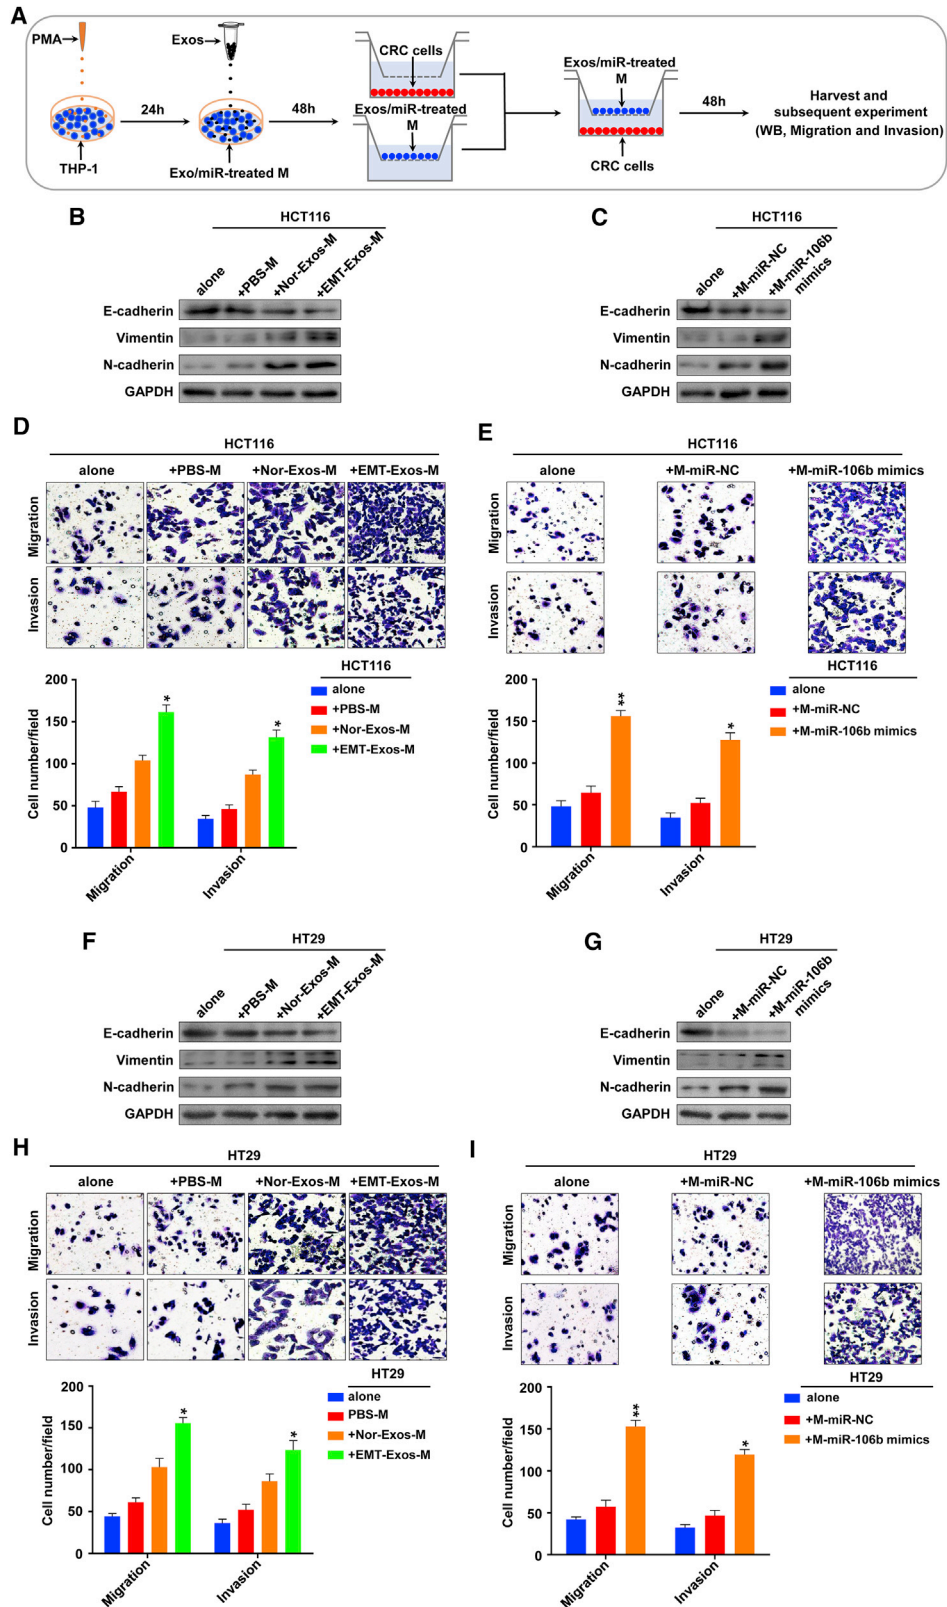 A
PMA
Exos
24h
48h
THP-1
Exo/miR-treated M
CRC cells
Exos/miR-treated
M
Exos/miR-treated
M
CRC cells
48h
Harvest and
subsequent experiment
(WB, Migration and Invasion)
B
HCT116
alone
+PBS-M
+Nor-Exos-M
+EMT-Exos-M
E-cadherin
Vimentin
N-cadherin
GAPDH
C
HCT116
alone
+M-miR-NC
+M-miR-106b
mimics
E-cadherin
Vimentin
N-cadherin
GAPDH
D
HCT116
alone
+PBS-M
+Nor-Exos-M
+EMT-Exos-M
Migration
Invasion
HCT116
alone
+PBS-M
+Nor-Exos-M
+EMT-Exos-M
Cell number/field
200
150
100
50
0
*
*
Migration
Invasion
E
HCT116
alone
+M-miR-NC
+M-miR-106b mimics
Migration
Invasion
HCT116
alone
+M-miR-NC
+M-miR-106b mimics
Cell number/field
200
150
100
50
0
**
*
Migration
Invasion
F
HT29
alone
+PBS-M
+Nor-Exos-M
+EMT-Exos-M
E-cadherin
Vimentin
N-cadherin
GAPDH
G
HT29
alone
+M-miR-NC
+M-miR-106b
mimics
E-cadherin
Vimentin
N-cadherin
GAPDH
H
HT29
alone
+PBS-M
+Nor-Exos-M
+EMT-Exos-M
Migration
Invasion
HT29
alone
PBS-M
+Nor-Exos-M
+EMT-Exos-M
Cell number/field
200
150
100
50
0
*
*
Migration
Invasion
I
HT29
alone
+M-miR-NC
+M-miR-106b mimics
Migration
Invasion
HT29
alone
+M-miR-NC
+M-miR-106b mimics
Cell number/field
200
150
100
50
0
**
*
Migration
Invasion